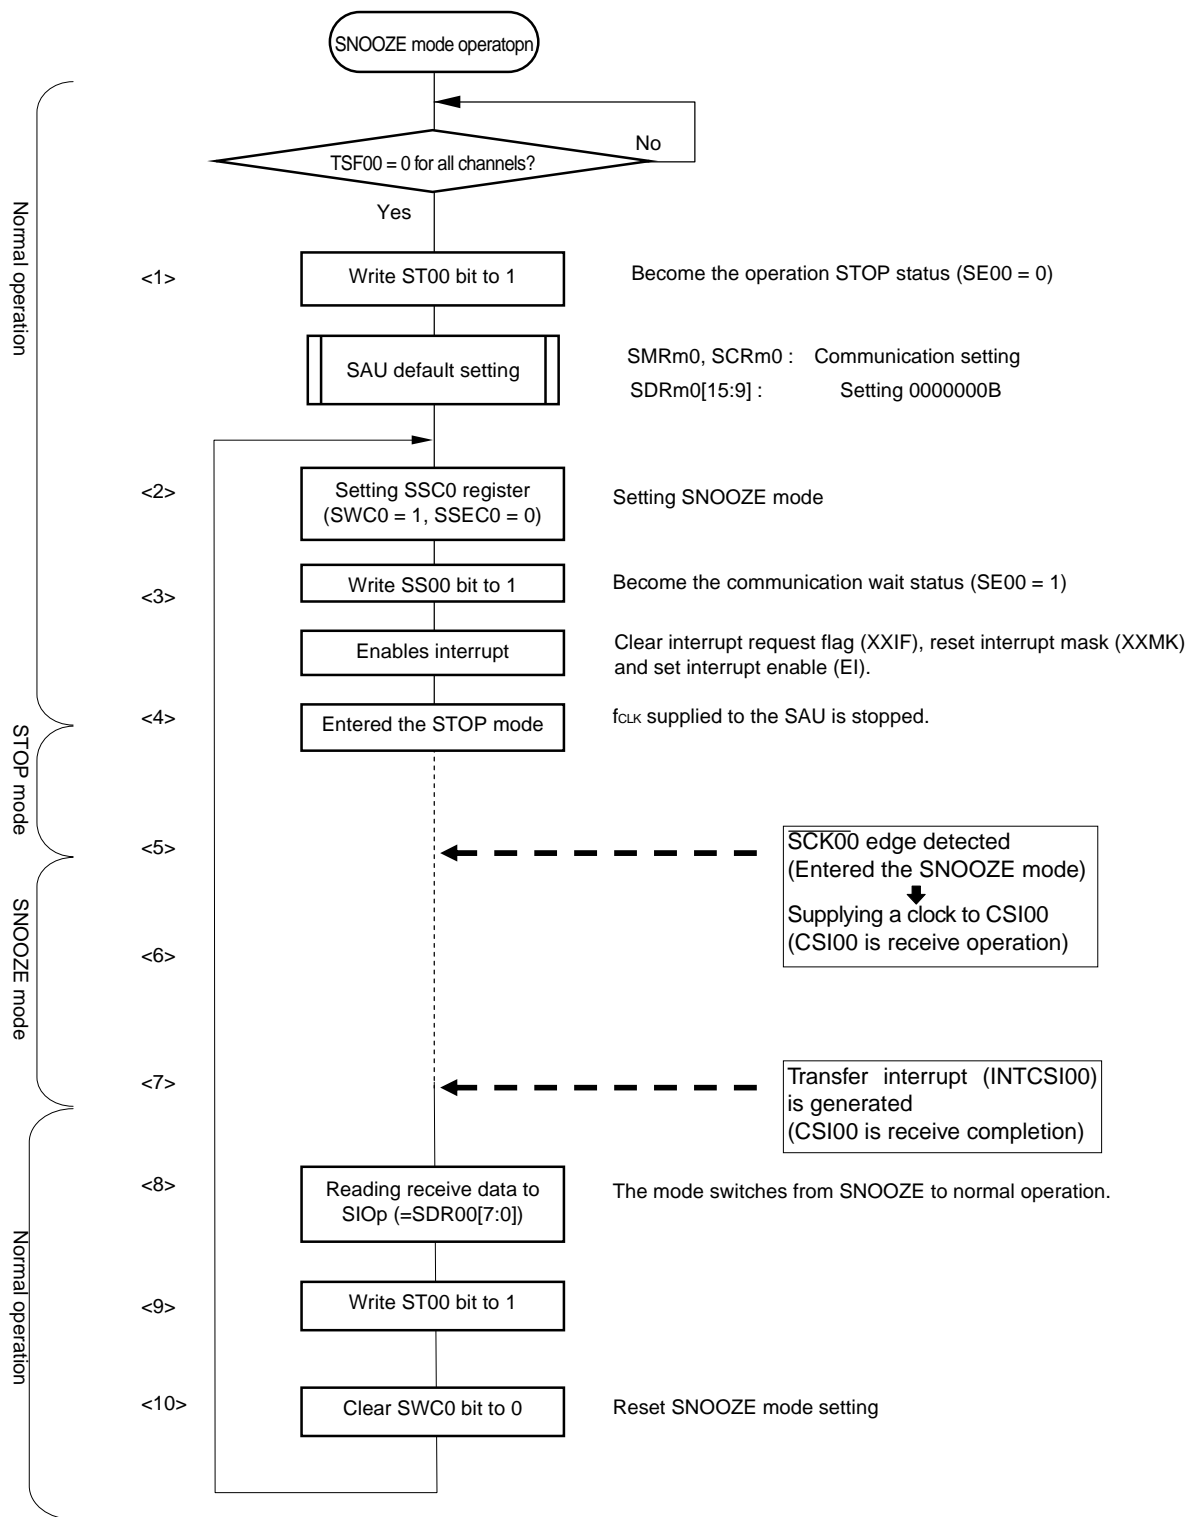 SNOOZE mode operatopn
No
TSF00 = 0 for all channels?
Yes
Normal operation
<1>
Write ST00 bit to 1
Become the operation STOP status (SE00 = 0)
SAU default setting
SMRm0, SCRm0 : Communication setting
SDRm0[15:9] : Setting 0000000B
<2>
Setting SSC0 register
(SWC0 = 1, SSEC0 = 0)
Setting SNOOZE mode
<3>
Write SS00 bit to 1
Become the communication wait status (SE00 = 1)
Enables interrupt
Clear interrupt request flag (XXIF), reset interrupt mask (XXMK)
and set interrupt enable (EI).
<4>
Entered the STOP mode
fCLK supplied to the SAU is stopped.
STOP mode
<5>
SCK00 edge detected
(Entered the SNOOZE mode)
Supplying a clock to CSI00
(CSI00 is receive operation)
SNOOZE mode
<6>
<7>
Transfer interrupt (INTCSI00)
is generated
(CSI00 is receive completion)
<8>
Reading receive data to
SIOp (=SDR00[7:0])
The mode switches from SNOOZE to normal operation.
Normal operation
<9>
Write ST00 bit to 1
<10>
Clear SWC0 bit to 0
Reset SNOOZE mode setting